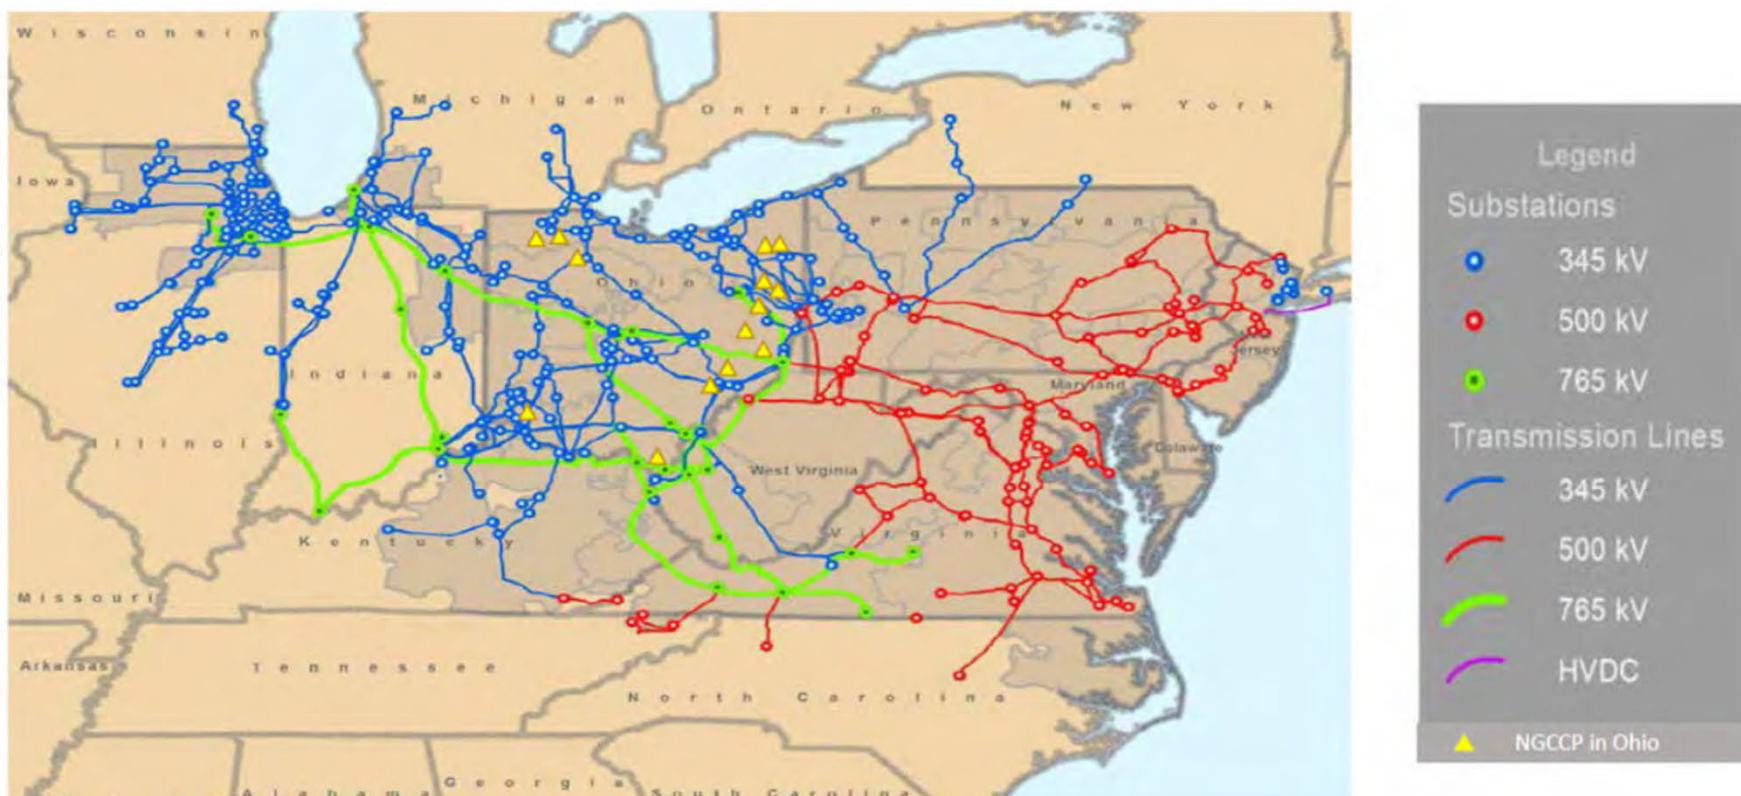 Wisconsin
Michigan
Ontario
New York
Legend
Substations
Iowa
Pennsylvania
345 kV
Ohio
500 kV
Jersey
Indiana
Maryland
765 kV
Illinois
Delaware
Transmission Lines
West Virginia
345 kV
Virginia
Kentucky
500 kV
Missouri
765 kV
Arkansas
Tennessee
HVDC
North Carolina
NGCCP in Ohio
Georgia
Alabama
South Carolina